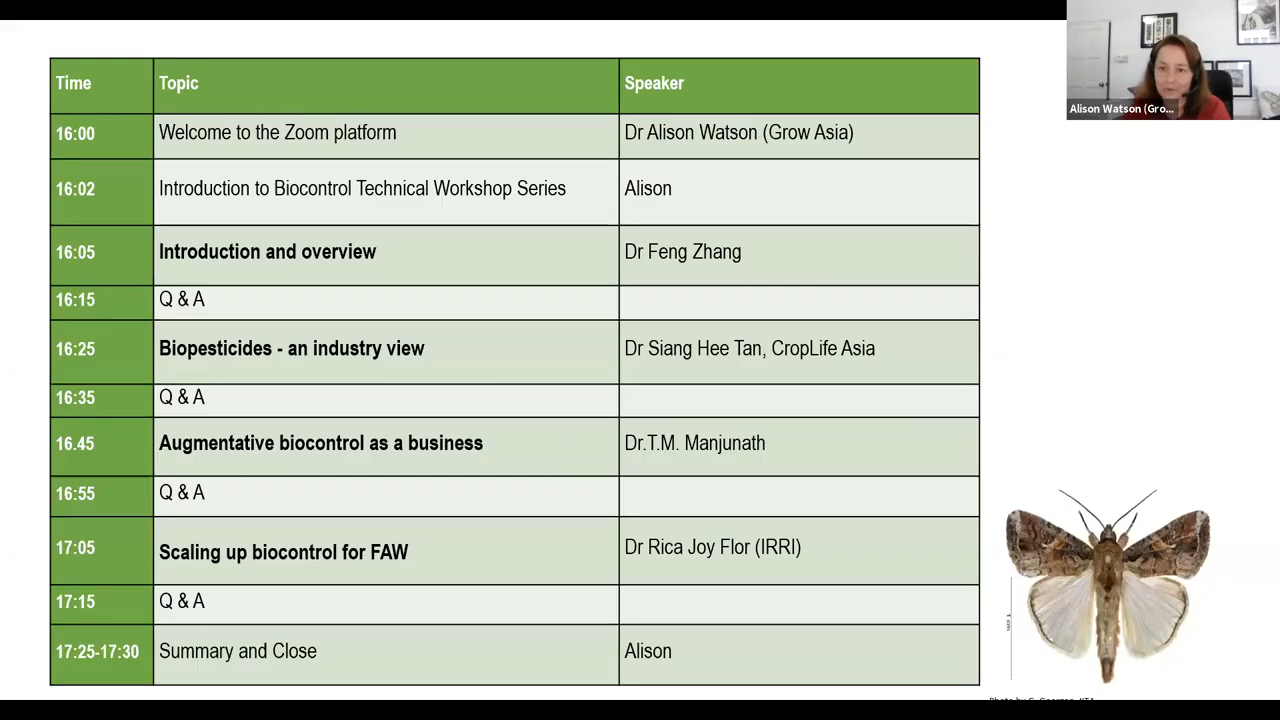 Time Topic Speaker
16:00 Welcome to the Zoom platform Dr Alison Watson (Grow Asia)
16:02 Introduction to Biocontrol Technical Workshop Series Alison
16:05 Introduction and overview Dr Feng Zhang
16:15 Q & A
16:25 Biopesticides - an industry view Dr Siang Hee Tan, CropLife Asia
16:35 Q & A
16.45 Augmentative biocontrol as a business Dr.T.M. Manjunath
16:55 Q & A
17:05 Scaling up biocontrol for FAW Dr Rica Joy Flor (IRRI)
17:15 Q & A
17:25-17:30 Summary and Close Alison
Alison Watson (Gro...
1 cm